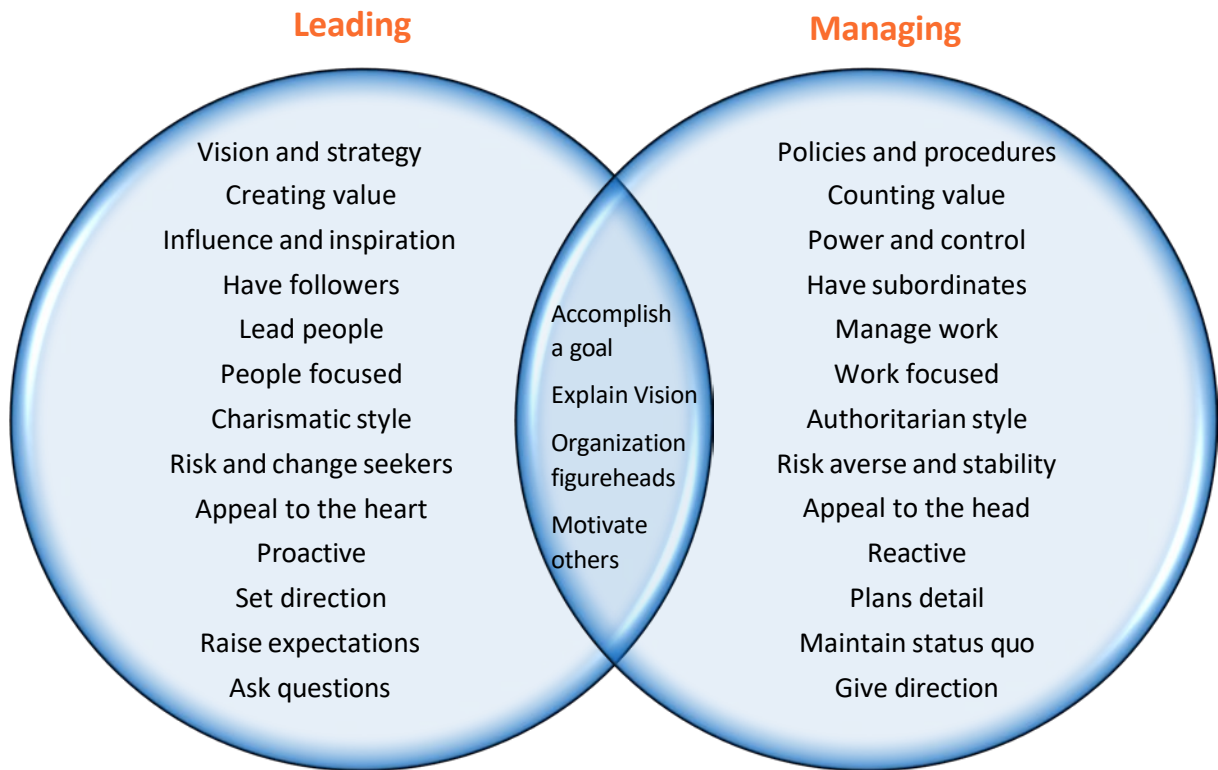 Leading
Managing
Vision and strategy
Creating value
Influence and inspiration
Have followers
Lead people
People focused
Charismatic style
Risk and change seekers
Appeal to the heart
Proactive
Set direction
Raise expectations
Ask questions
Accomplish
a goal
Explain Vision
Organization
figureheads
Motivate
others
Policies and procedures
Counting value
Power and control
Have subordinates
Manage work
Work focused
Authoritarian style
Risk averse and stability
Appeal to the head
Reactive
Plans detail
Maintain status quo
Give direction